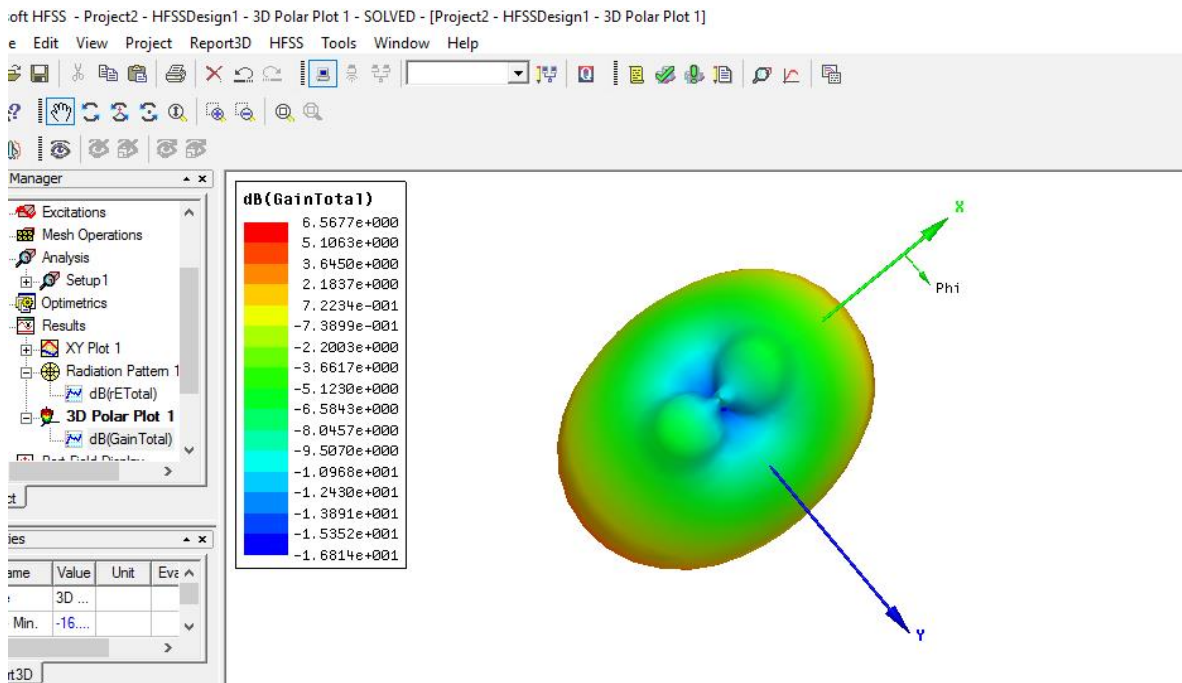 soft HFSS - Project2 - HFSSDesign1 - 3D Polar Plot 1 - SOLVED - [Project2 - HFSSDesign1 - 3D Polar Plot 1]
e Edit View Project Report3D HFSS Tools Window Help
Manager
Excitations
Mesh Operations
Analysis
Setup1
Optimetrics
Results
XY Plot 1
Radiation Pattern 1
dB(rETotal)
3D Polar Plot 1
dB(GainTotal)
ct
ies
ame Value Unit Eva
3D ...
Min. -16....
rt3D
dB(GainTotal)
6.5677e+000
5.1063e+000
3.6450e+000
2.1837e+000
7.2234e-001
-7.3899e-001
-2.2003e+000
-3.6617e+000
-5.1230e+000
-6.5843e+000
-8.0457e+000
-9.5070e+000
-1.0968e+001
-1.2430e+001
-1.3891e+001
-1.5352e+001
-1.6814e+001
X
Phi
Y